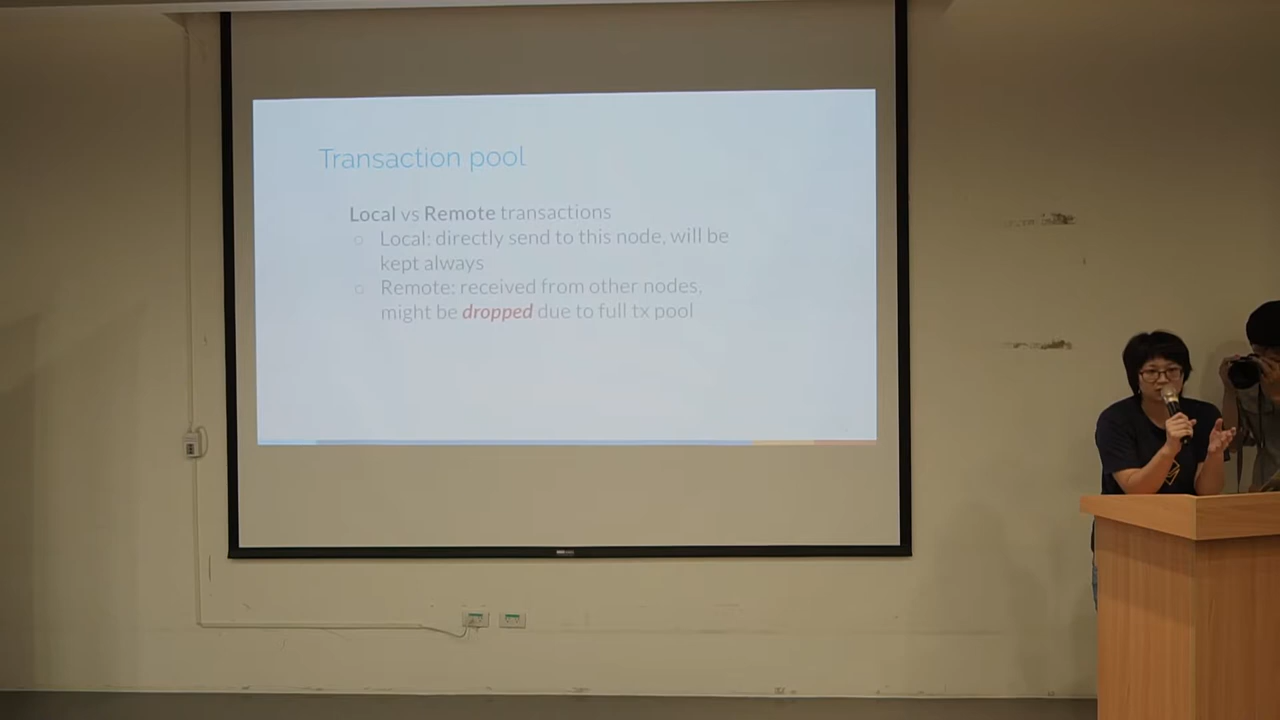 Transaction pool
Local vs Remote transactions
○ Local: directly send to this node, will be
kept always
○ Remote: received from other nodes,
might be dropped due to full tx pool